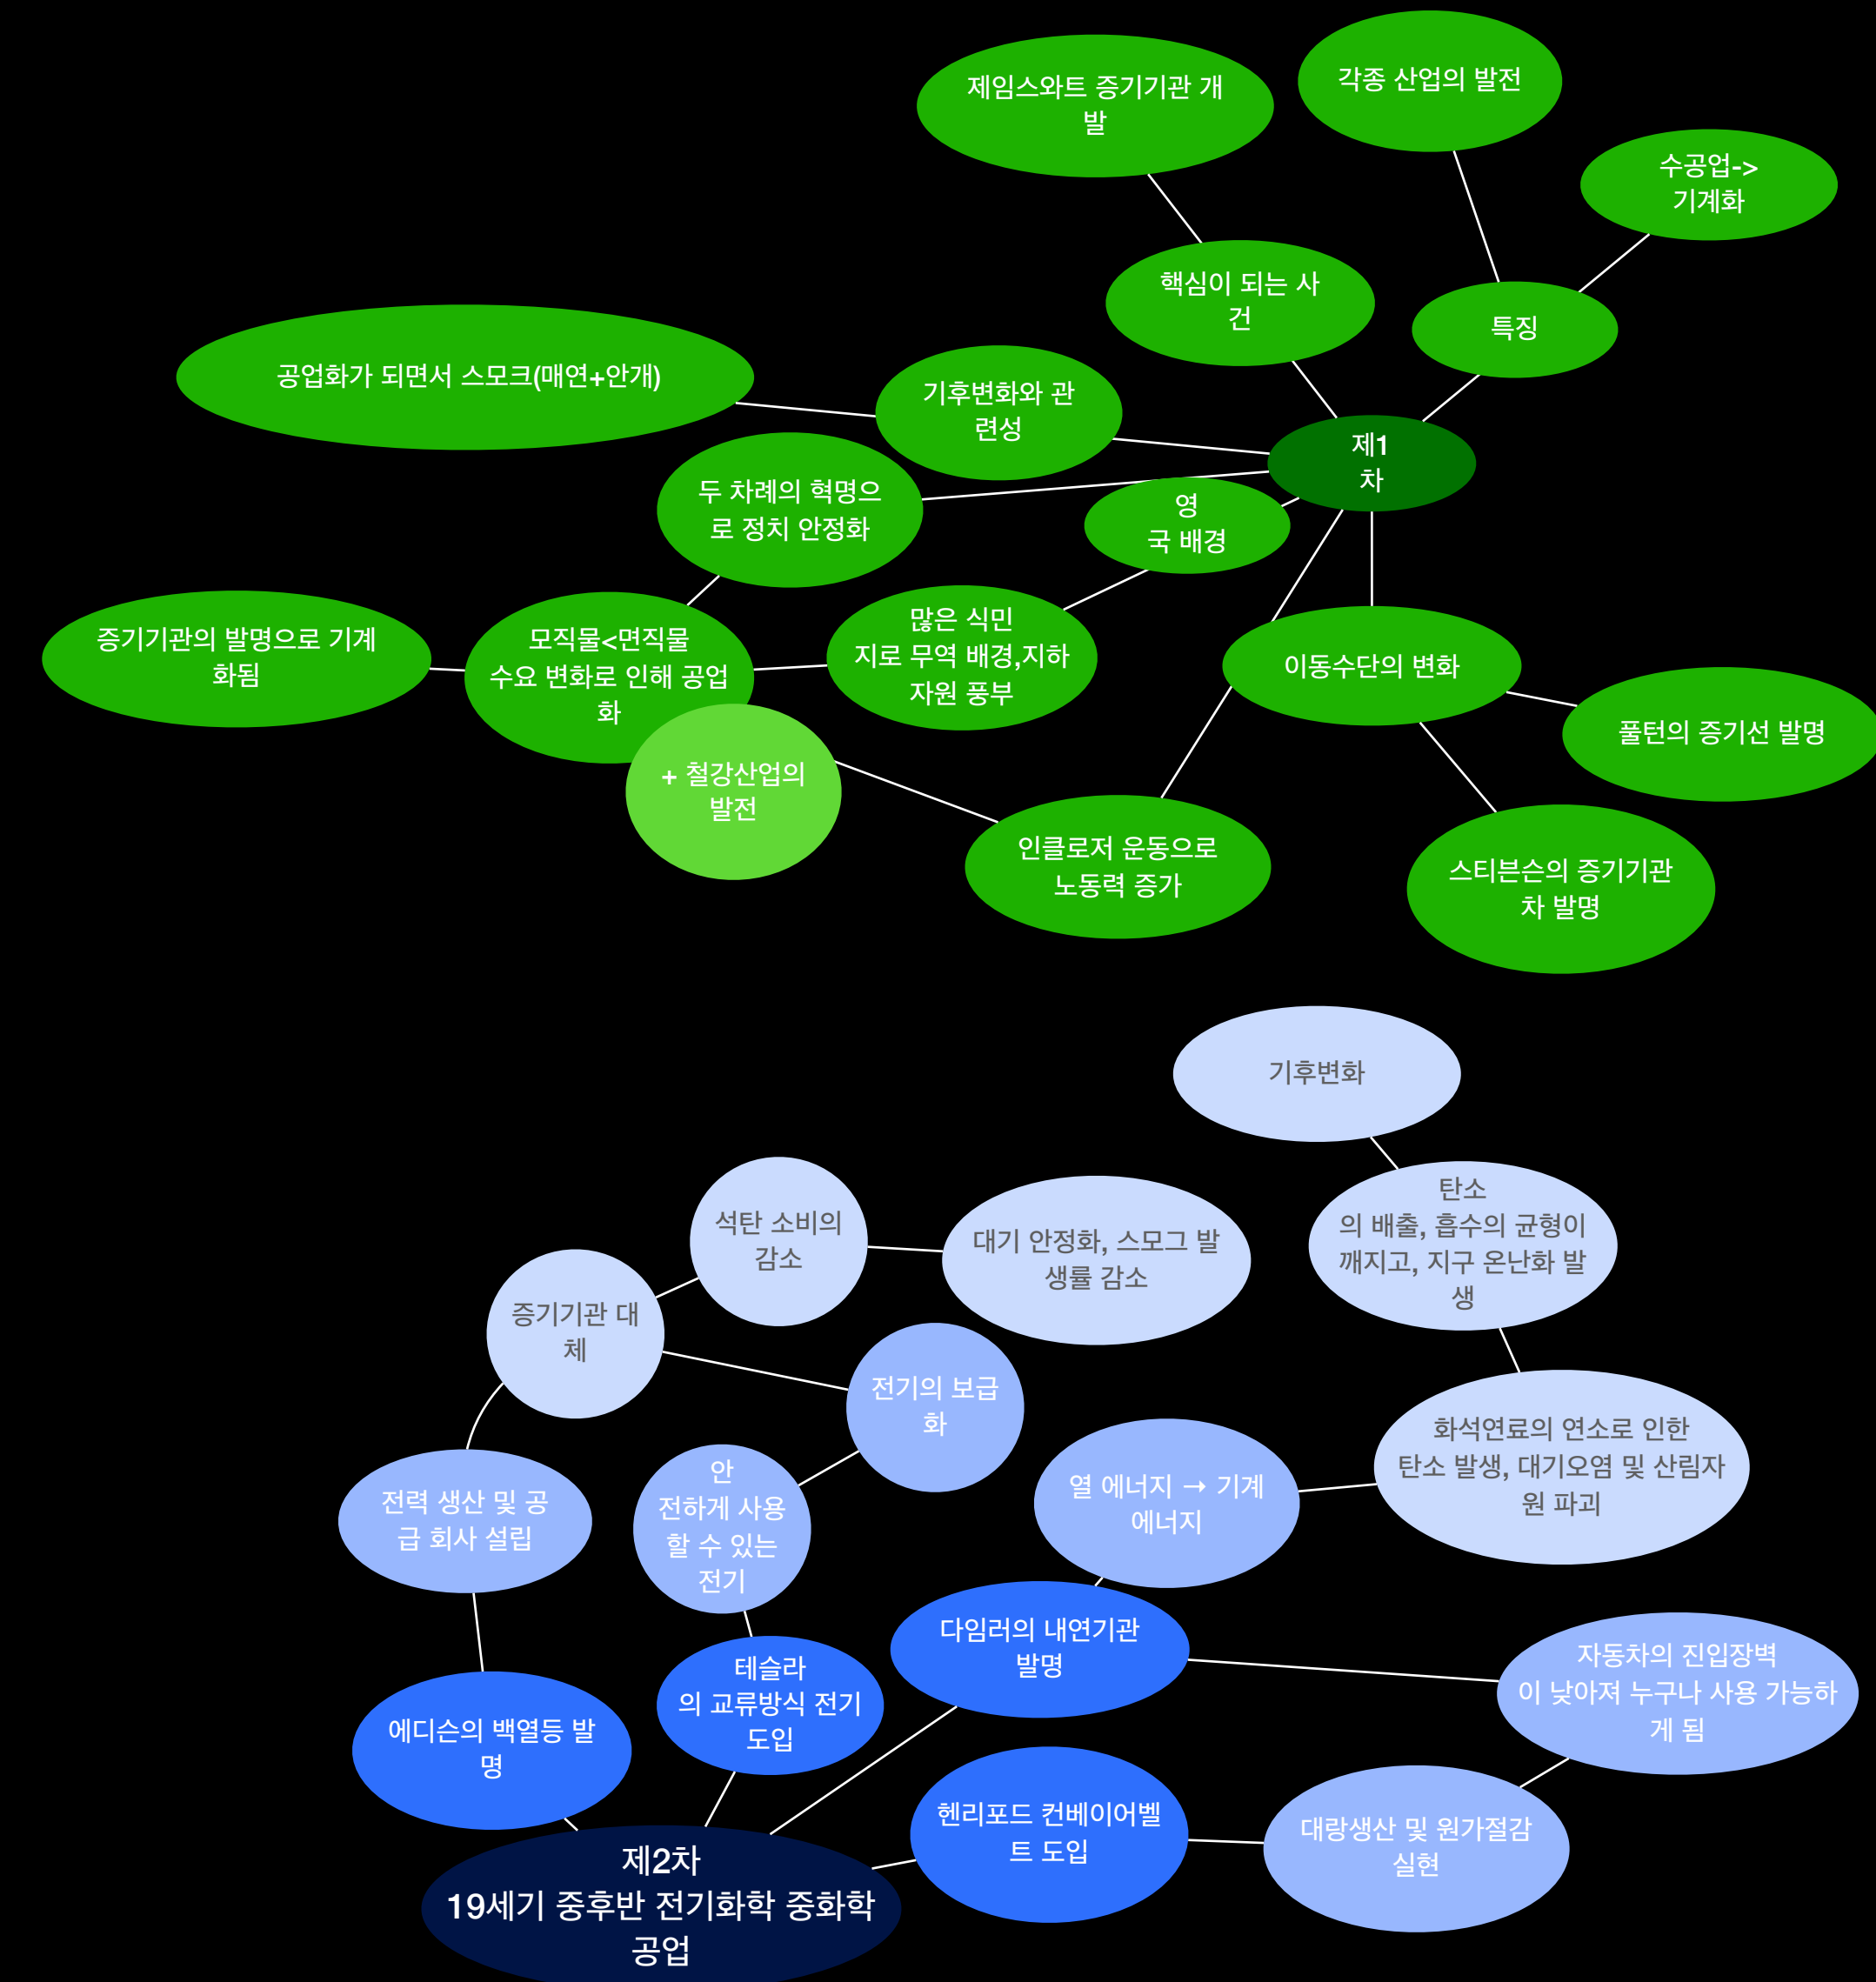 제임스와트 증기기관 개
발
각종 산업의 발전
수공업->
기계화
핵심이 되는 사
건
특징
공업화가 되면서 스모크(매연+안개)
기후변화와 관
련성
제1
차
두 차례의 혁명으
로 정치 안정화
영
국 배경
증기기관의 발명으로 기계
화됨
모직물<면직물
수요 변화로 인해 공업
화
많은 식민
지로 무역 배경,지하
자원 풍부
이동수단의 변화
풀턴의 증기선 발명
+ 철강산업의
발전
인클로저 운동으로
노동력 증가
스티븐슨의 증기기관
차 발명
기후변화
석탄 소비의
감소
대기 안정화, 스모그 발
생률 감소
탄소
의 배출, 흡수의 균형이
깨지고, 지구 온난화 발
생
증기기관 대
체
전기의 보급
화
전력 생산 및 공
급 회사 설립
안
전하게 사용
할 수 있는
전기
열 에너지 → 기계
에너지
화석연료의 연소로 인한
탄소 발생, 대기오염 및 산림자
원 파괴
에디슨의 백열등 발
명
테슬라
의 교류방식 전기
도입
다임러의 내연기관
발명
자동차의 진입장벽
이 낮아져 누구나 사용 가능하
게 됨
헨리포드 컨베이어벨
트 도입
대량생산 및 원가절감
실현
제2차
19세기 중후반 전기화학 중화학
공업